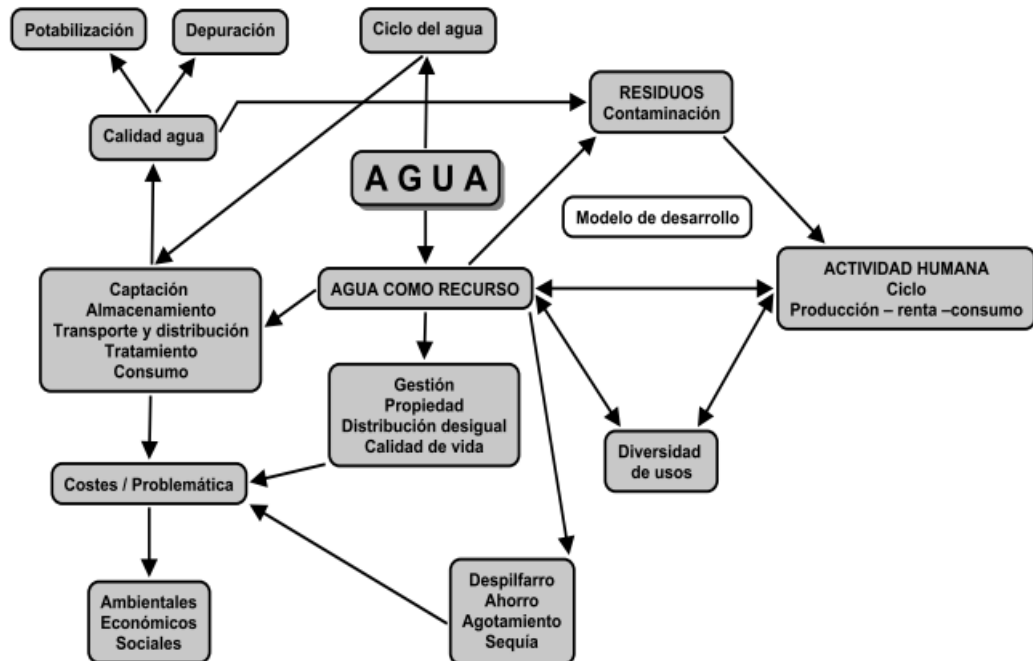 Potabilización
Depuración
Ciclo del agua
RESIDUOS
Contaminación
Calidad agua
A G U A
Modelo de desarrollo
ACTIVIDAD HUMANA
Ciclo
Producción – renta –consumo
Captación
Almacenamiento
Transporte y distribución
Tratamiento
Consumo
AGUA COMO RECURSO
Gestión
Propiedad
Distribución desigual
Calidad de vida
Diversidad
de usos
Costes / Problemática
Ambientales
Económicos
Sociales
Despilfarro
Ahorro
Agotamiento
Sequía